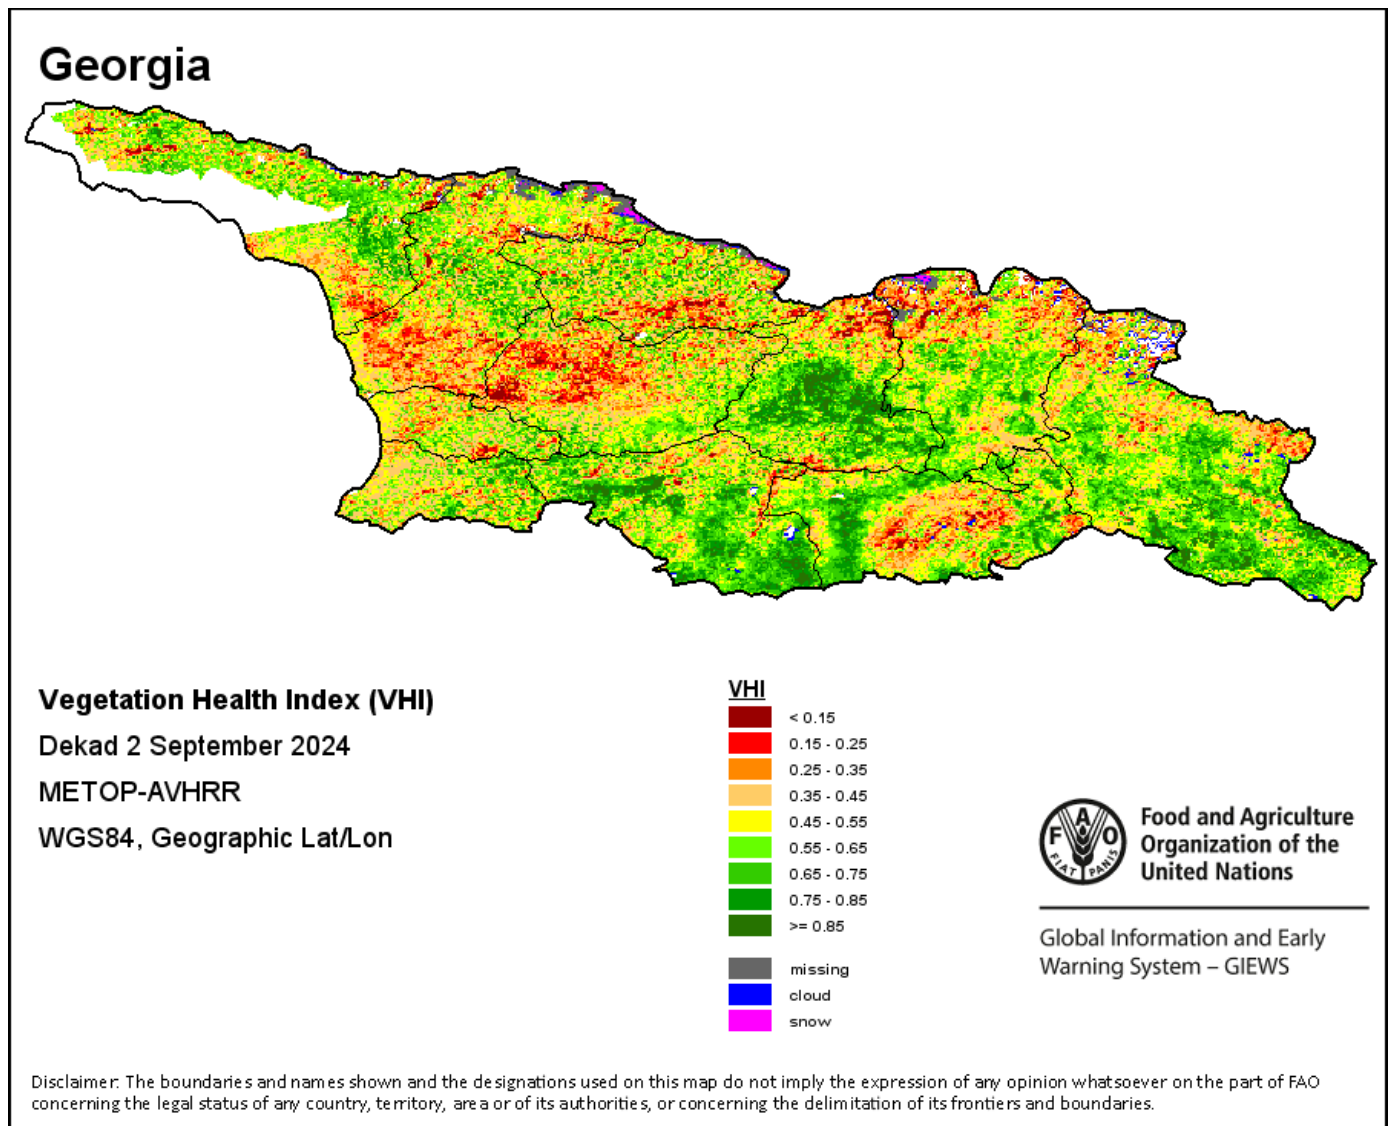 Georgia
Vegetation Health Index (VHI)
Dekad 2 September 2024
METOP-AVHRR
WGS84, Geographic Lat/Lon
VHI
< 0.15
0.15 - 0.25
0.25 - 0.35
0.35 - 0.45
0.45 - 0.55
0.55 - 0.65
0.65 - 0.75
0.75 - 0.85
>= 0.85
missing
cloud
snow
F A O
FIAT PANIS
Food and Agriculture
Organization of the
United Nations
Global Information and Early
Warning System – GIEWS
Disclaimer: The boundaries and names shown and the designations used on this map do not imply the expression of any opinion whatsoever on the part of FAO
concerning the legal status of any country, territory, area or of its authorities, or concerning the delimitation of its frontiers and boundaries.